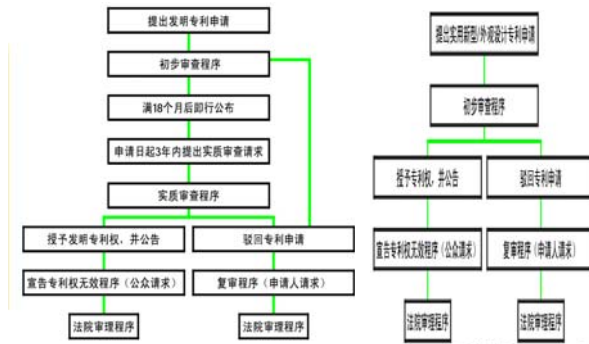 提出发明专利申请
初步审查程序
满18个月后即行公布
申请日起3年内提出实质审查请求
实质审查程序
授予发明专利权、并公告
驳回专利申请
宣告专利权无效程序（公众请求）
复审程序（申请人请求）
法院审理程序
法院审理程序
提出实用新型/外观设计专利申请
初步审查程序
授予专利权、并公告
驳回专利申请
宣告专利权无效程序（公众请求）
复审程序（申请人请求）
法院审理程序
法院审理程序